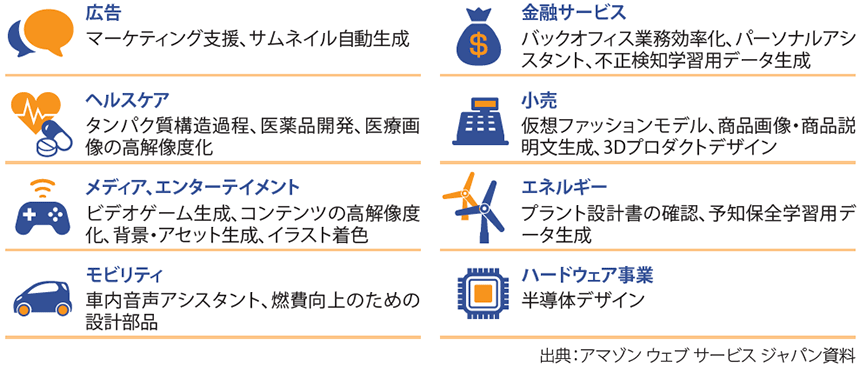 広告
マーケティング支援、サムネイル自動生成
ヘルスケア
タンパク質構造過程、医薬品開発、医療画
像の高解像度化
メディア、エンターテイメント
ビデオゲーム生成、コンテンツの高解像度
化、背景・アセット生成、イラスト着色
モビリティ
車内音声アシスタント、燃費向上のための
設計部品
金融サービス
バックオフィス業務効率化、パーソナルアシ
スタント、不正検知学習用データ生成
小売
仮想ファッションモデル、商品画像・商品説
明文生成、3Dプロダクトデザイン
エネルギー
プラント設計書の確認、予知保全学習用デ
ータ生成
ハードウェア事業
半導体デザイン
出典：アマゾン ウェブ サービス ジャパン資料